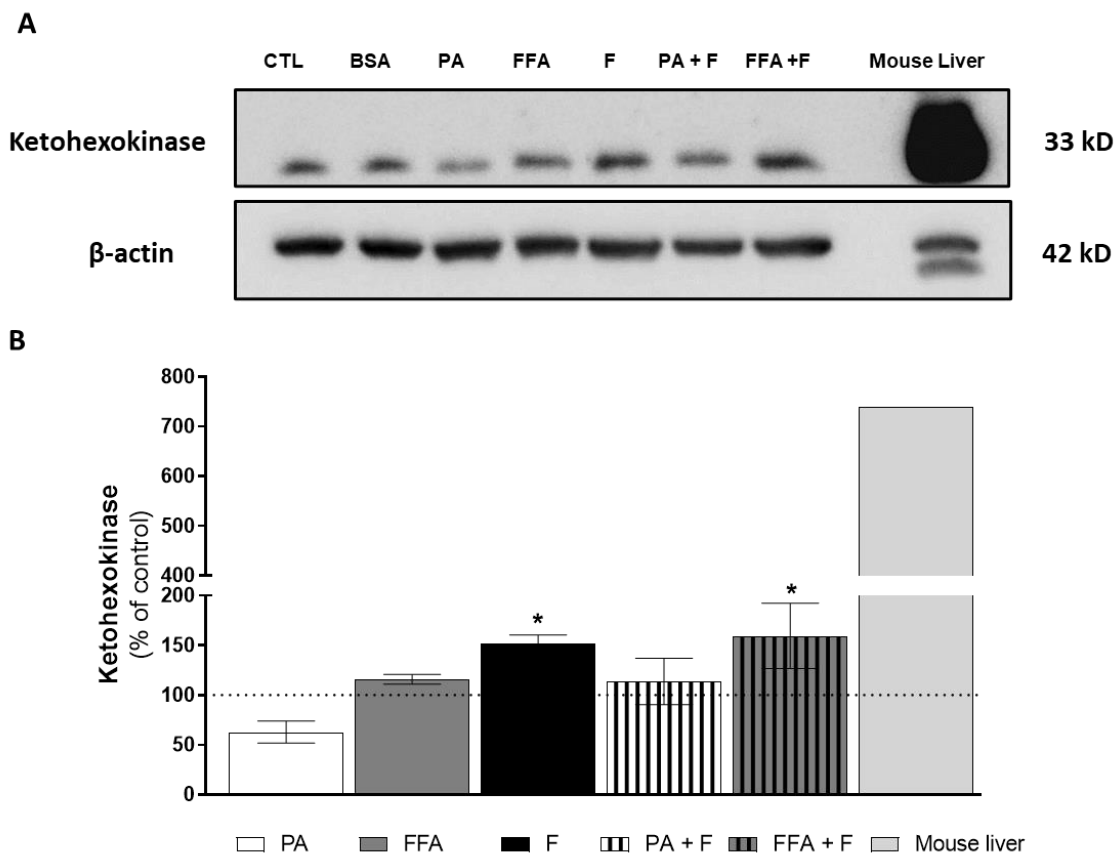 A
CTL BSA PA FFA F PA + F FFA +F Mouse Liver
Ketohexokinase 33 kD
β-actin 42 kD
B
Ketohexokinase
(% of control)
800
700
600
500
400
200
150
100
50
0
* *
PA FFA F PA + F FFA + F Mouse liver